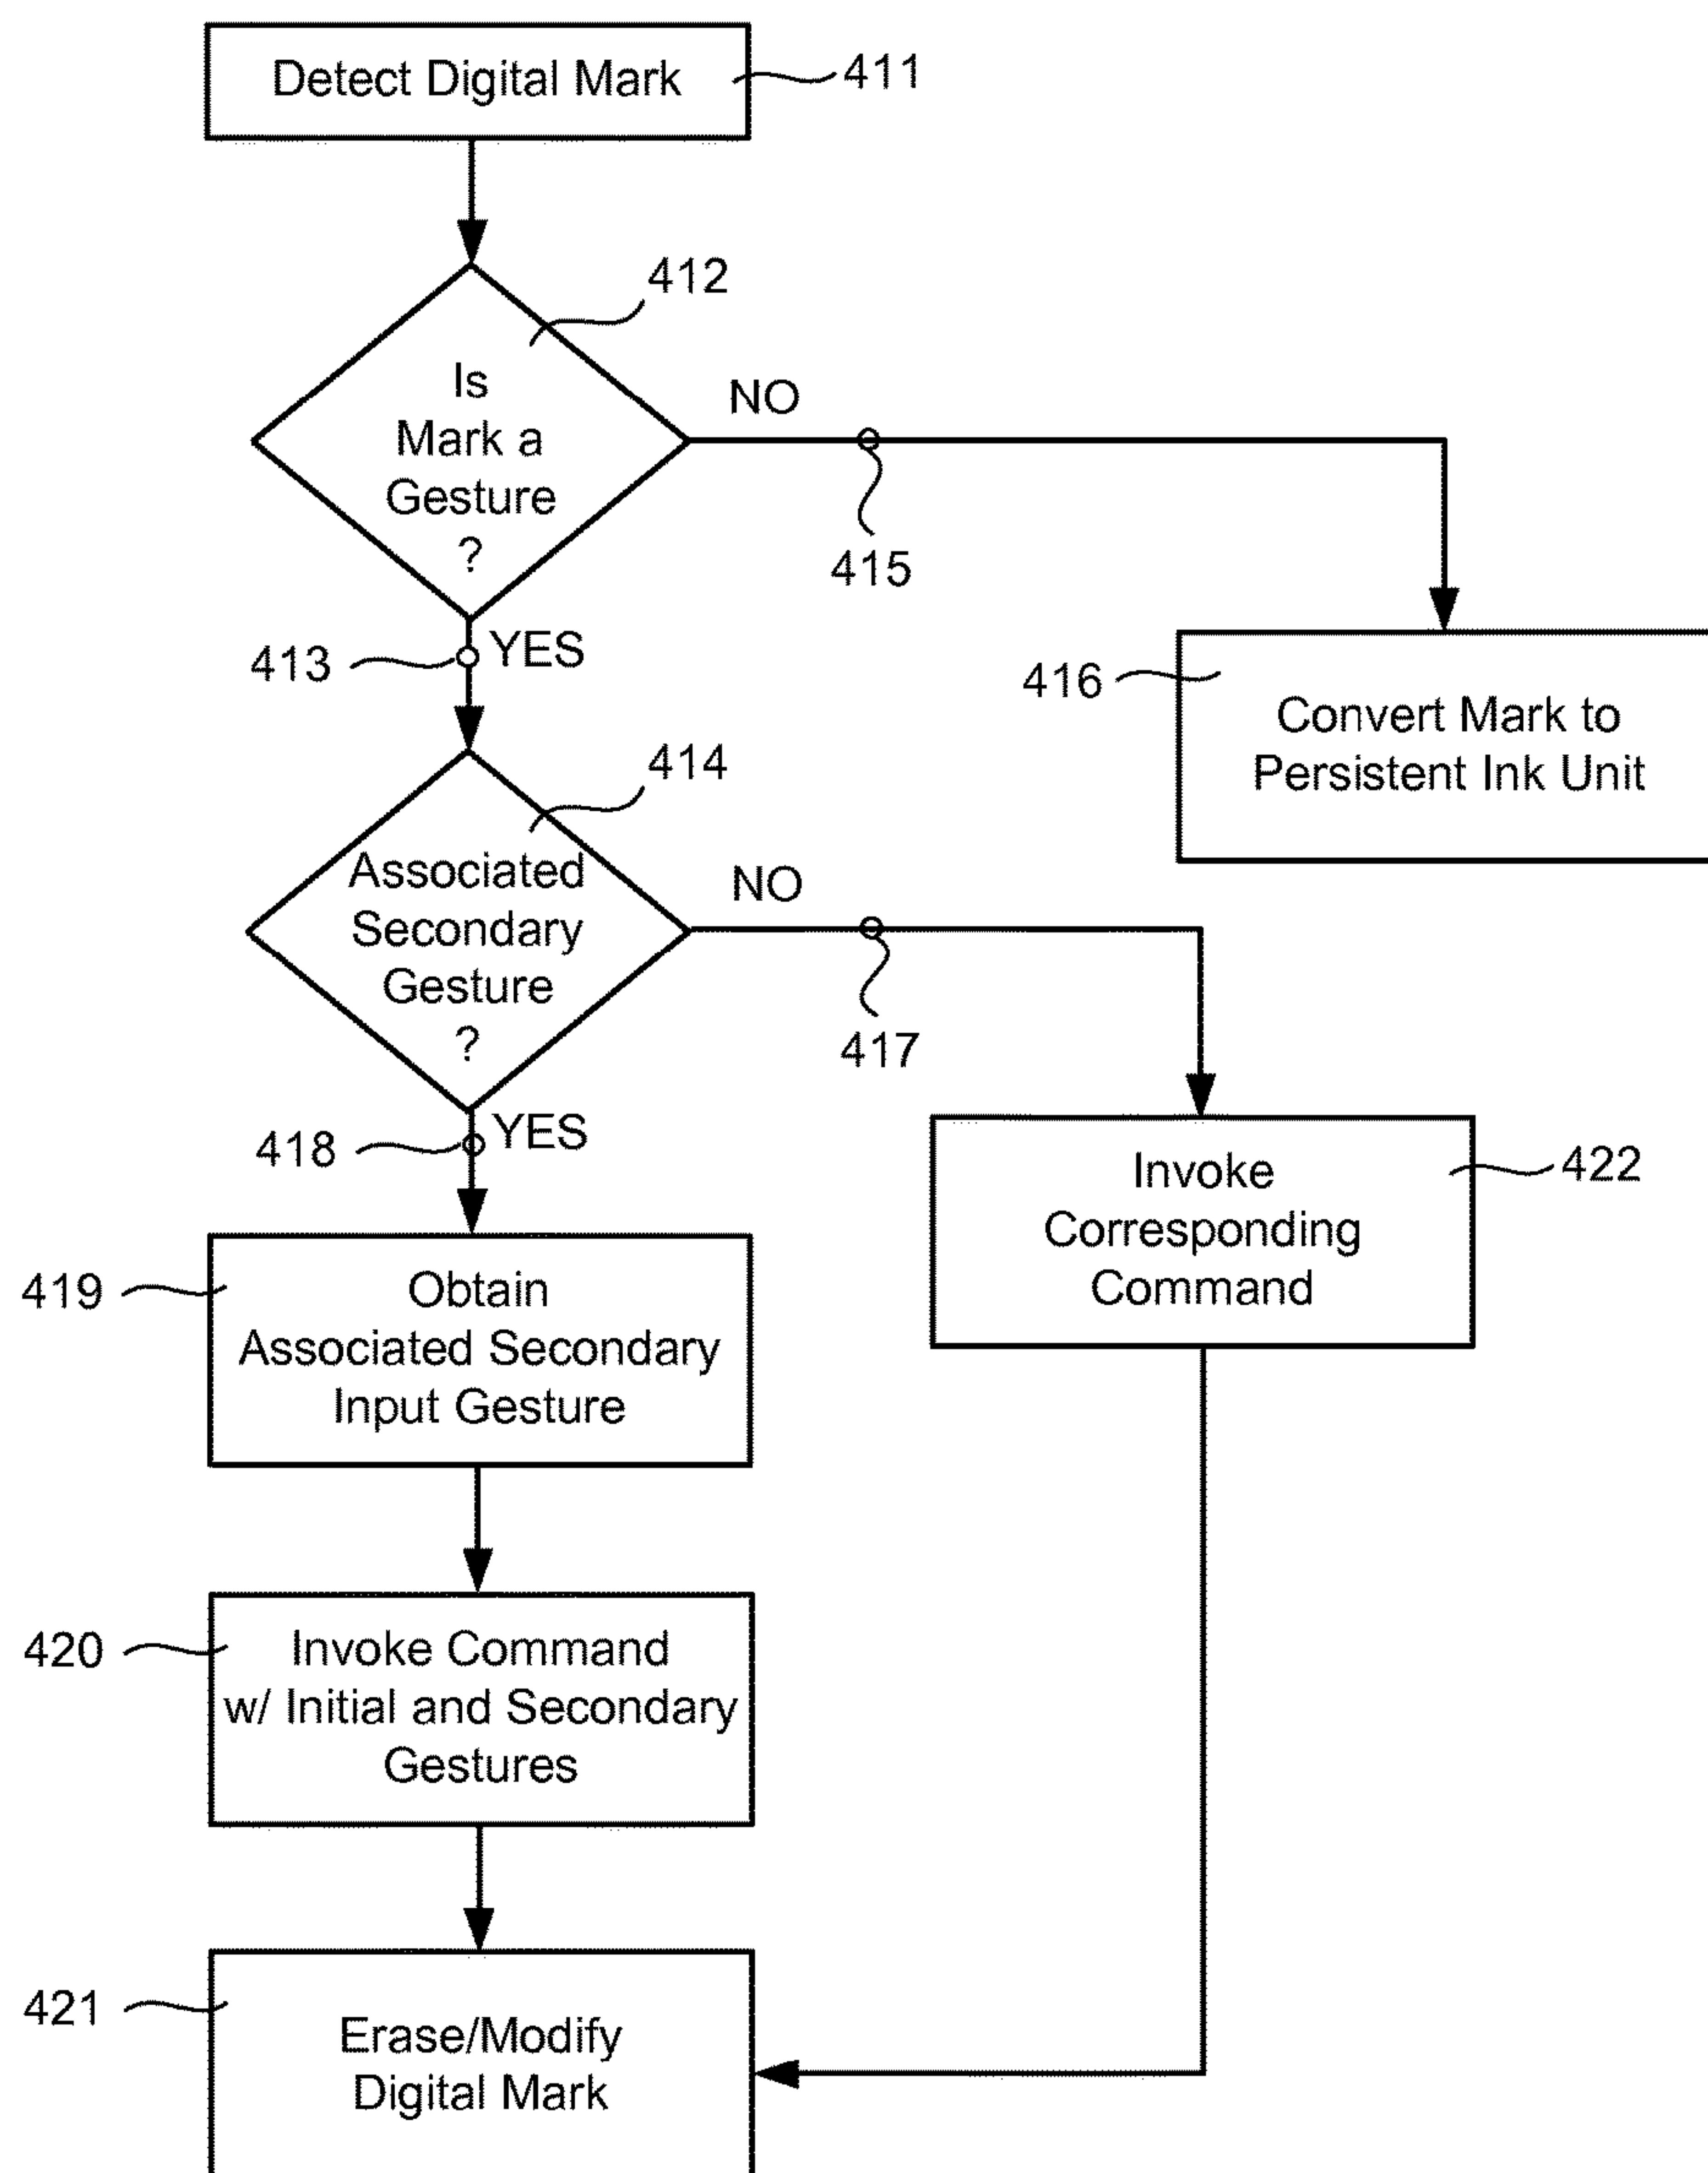 Detect Digital Mark
411
412
Is
Mark a
Gesture
?
NO
415
413
YES
416
Convert Mark to
Persistent Ink Unit
414
Associated
Secondary
Gesture
?
NO
417
418
YES
422
Invoke
Corresponding
Command
419
Obtain
Associated Secondary
Input Gesture
420
Invoke Command
w/ Initial and Secondary
Gestures
421
Erase/Modify
Digital Mark